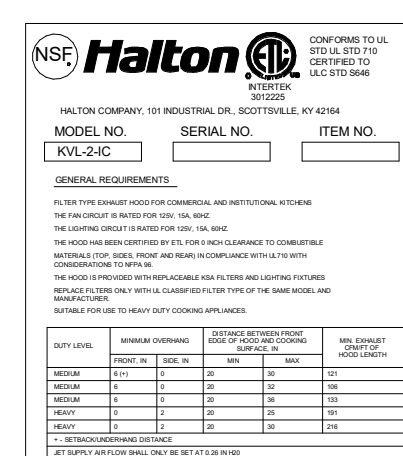 NSF
Halton
ETL
LISTED
US
INTERTEK
3012225
CONFORMS TO UL
STD UL STD 710
CERTIFIED TO
ULC STD S646
HALTON COMPANY, 101 INDUSTRIAL DR., SCOTTSVILLE, KY 42164
MODEL NO. SERIAL NO. ITEM NO.
KVL-2-IC
GENERAL REQUIREMENTS
FILTER TYPE EXHAUST HOOD FOR COMMERCIAL AND INSTITUTIONAL KITCHENS
THE FAN CIRCUIT IS RATED FOR 125V, 15A, 60HZ.
THE LIGHTING CIRCUIT IS RATED FOR 125V, 15A, 60HZ.
THE HOOD HAS BEEN CERTIFIED BY ETL FOR 0 INCH CLEARANCE TO COMBUSTIBLE
MATERIALS (TOP, SIDES, FRONT AND REAR) IN COMPLIANCE WITH UL710 WITH
CONSIDERATIONS TO NFPA 96.
THE HOOD IS PROVIDED WITH REPLACEABLE KSA FILTERS AND LIGHTING FIXTURES
REPLACE FILTERS ONLY WITH UL CLASSIFIED FILTER TYPE OF THE SAME MODEL AND
MANUFACTURER.
SUITABLE FOR USE TO HEAVY DUTY COOKING APPLIANCES.
DUTY LEVEL
MINIMUM OVERHANG
DISTANCE BETWEEN FRONT
EDGE OF HOOD AND COOKING
SURFACE, IN
MIN. EXHAUST
CFM/FT OF
HOOD LENGTH
FRONT, IN SIDE, IN MIN MAX
MEDIUM 6 (+) 0 20 30 121
MEDIUM 6 0 20 32 106
MEDIUM 6 0 20 36 133
HEAVY 0 2 20 25 191
HEAVY 0 2 20 30 216
+ - SETBACK/UNDERHANG DISTANCE
JET SUPPLY AIR FLOW SHALL ONLY BE SET AT 0.26 IN H20